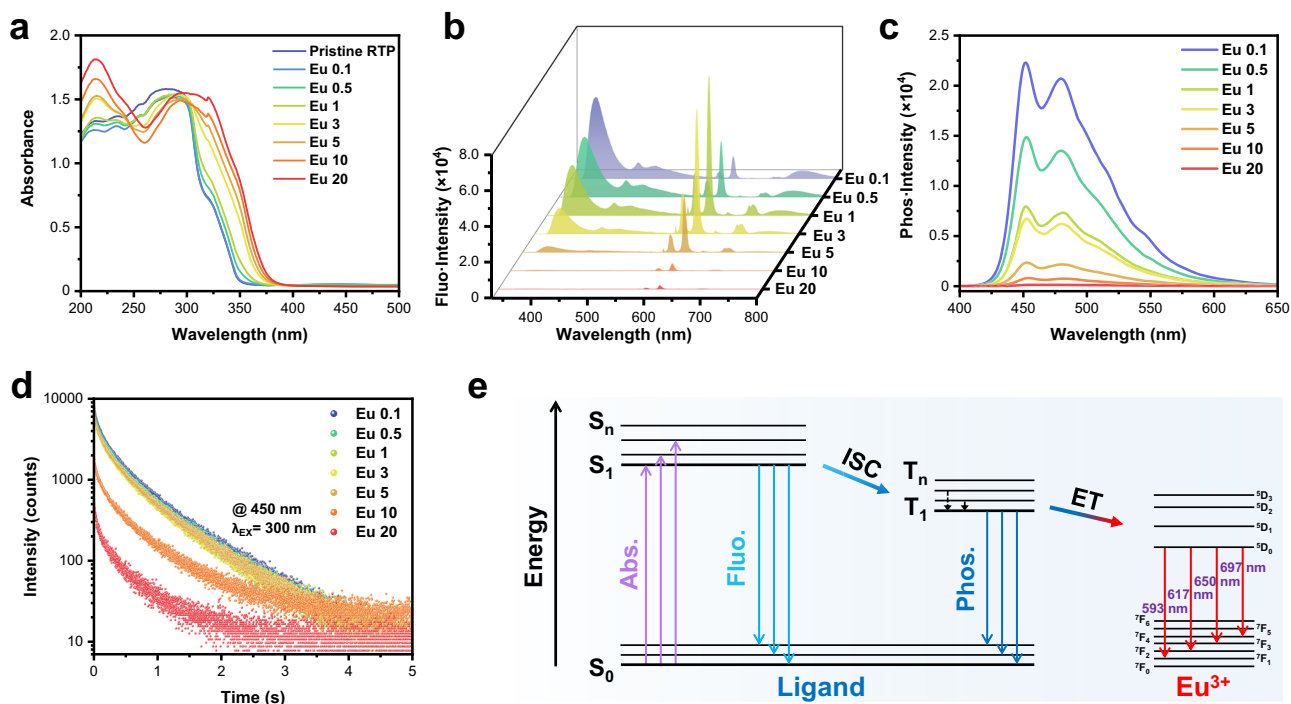 a
Absorbance
2.0
1.5
1.0
0.5
0
200 250 300 350 400 450 500
Wavelength (nm)
Pristine RTP
Eu 0.1
Eu 0.5
Eu 1
Eu 3
Eu 5
Eu 10
Eu 20
b
Fluo·Intensity (×10⁴)
8.0
6.0
4.0
2.0
0
400 500 600 700 800
Wavelength (nm)
Eu 0.1
Eu 0.5
Eu 1
Eu 3
Eu 5
Eu 10
Eu 20
c
Phos·Intensity (×10⁴)
2.5
2.0
1.5
1.0
0.5
0
400 450 500 550 600 650
Wavelength (nm)
Eu 0.1
Eu 0.5
Eu 1
Eu 3
Eu 5
Eu 10
Eu 20
d
Intensity (counts)
10000
1000
100
10
0 1 2 3 4 5
Time (s)
@ 450 nm
λEX= 300 nm
Eu 0.1
Eu 0.5
Eu 1
Eu 3
Eu 5
Eu 10
Eu 20
e
Energy
Sn
S1
S0
Abs.
Fluo.
ISC
Tn
T1
Phos.
ET
Ligand
⁵D₃
⁵D₂
⁵D₁
⁵D₀
593 nm
617 nm
650 nm
697 nm
⁷F₆
⁷F₅
⁷F₄
⁷F₃
⁷F₂
⁷F₁
⁷F₀
Eu³⁺